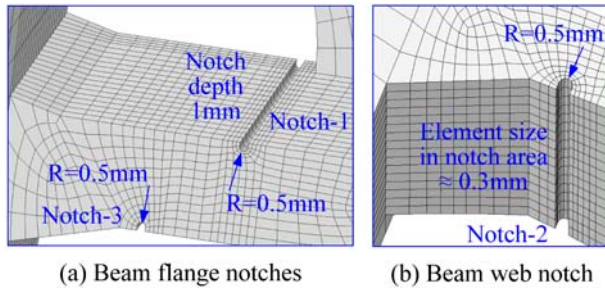 Notch
depth
1mm
Notch-1
R=0.5mm
R=0.5mm
Notch-3
R=0.5mm
Element size
in notch area
≈ 0.3mm
Notch-2
(a) Beam flange notches
(b) Beam web notch